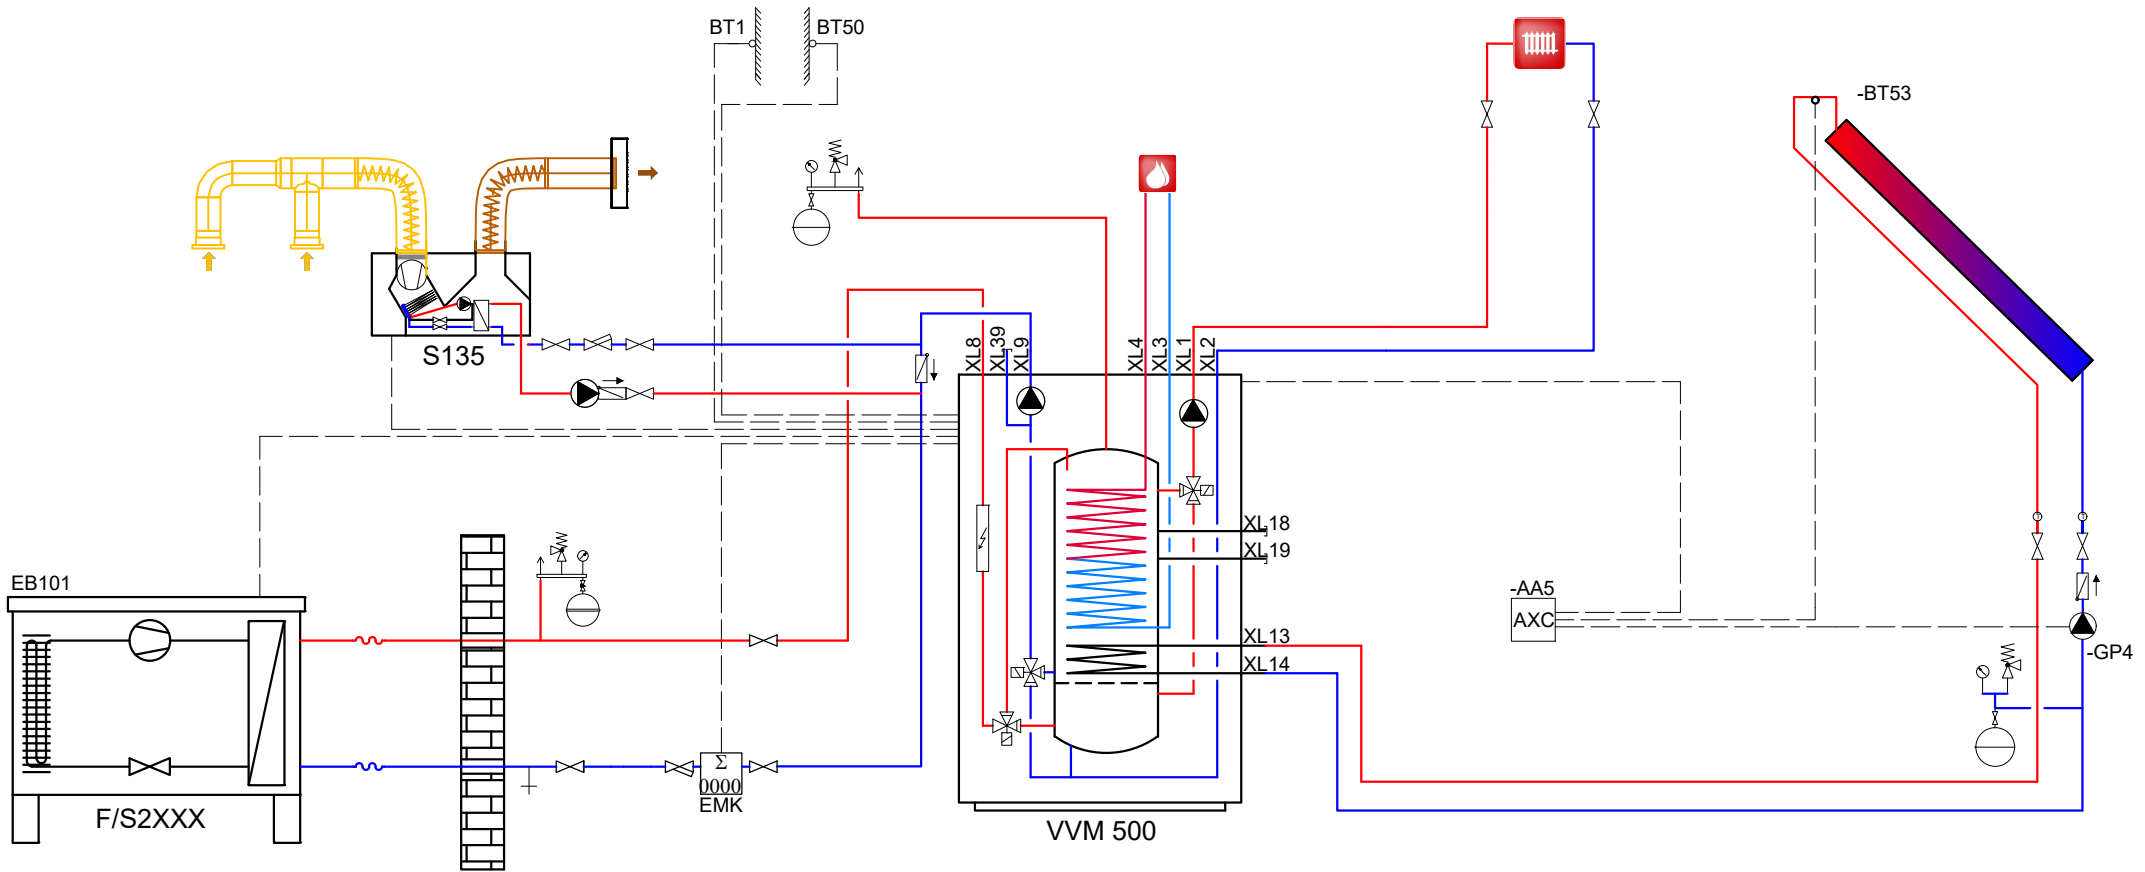 BT1
BT50
-BT53
S135
XL8
XL39
XL9
XL4
XL3
XL1
XL2
XL18
XL19
EB101
-AA5
AXC
XL13
XL14
-GP4
Σ
0000
EMK
F/S2XXX
VVM 500